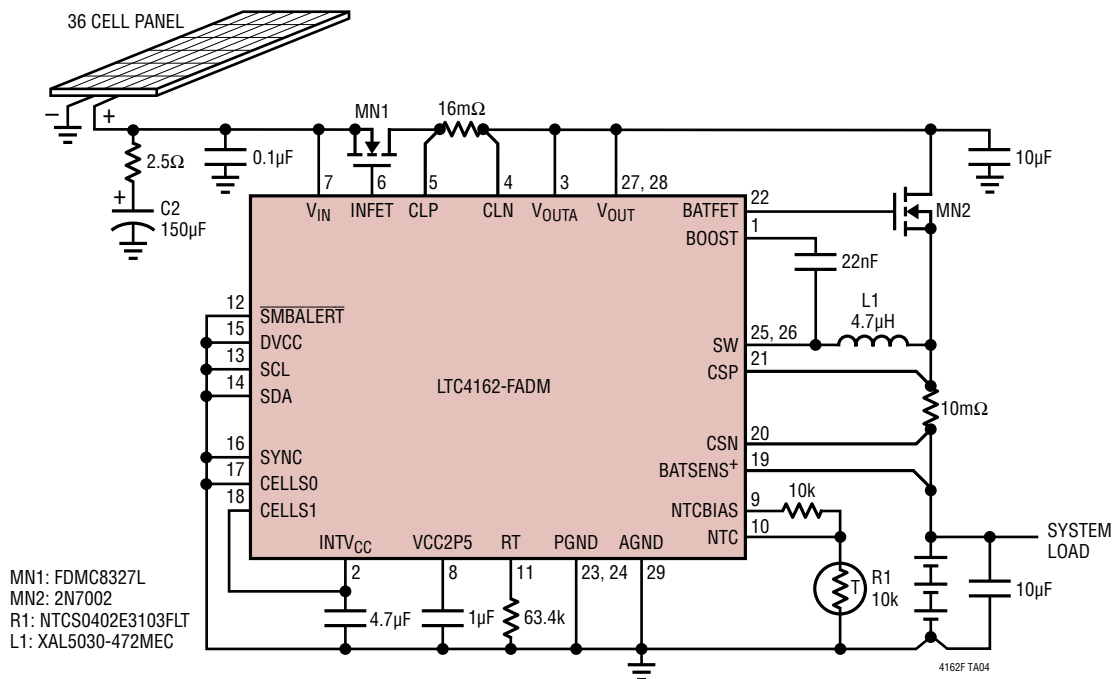 36 CELL PANEL
–
+
MN1
16mΩ
2.5Ω
0.1µF
10µF
+
C2
150µF
7
6
5
4
3
27, 28
VIN
INFET
CLP
CLN
VOUTA
VOUT
BATFET
22
MN2
BOOST
1
22nF
L1
4.7µH
12
SMBALERT
15
DVCC
13
SCL
14
SDA
16
SYNC
17
CELLS0
18
CELLS1
LTC4162-FADM
SW
25, 26
CSP
21
10mΩ
CSN
20
BATSENS+
19
NTCBIAS
9
10k
NTC
10
INTVCC
VCC2P5
RT
PGND
AGND
2
8
11
23, 24
29
4.7µF
1µF
63.4k
T
R1
10k
SYSTEM
LOAD
10µF
MN1: FDMC8327L
MN2: 2N7002
R1: NTCS0402E3103FLT
L1: XAL5030-472MEC
4162F TA04